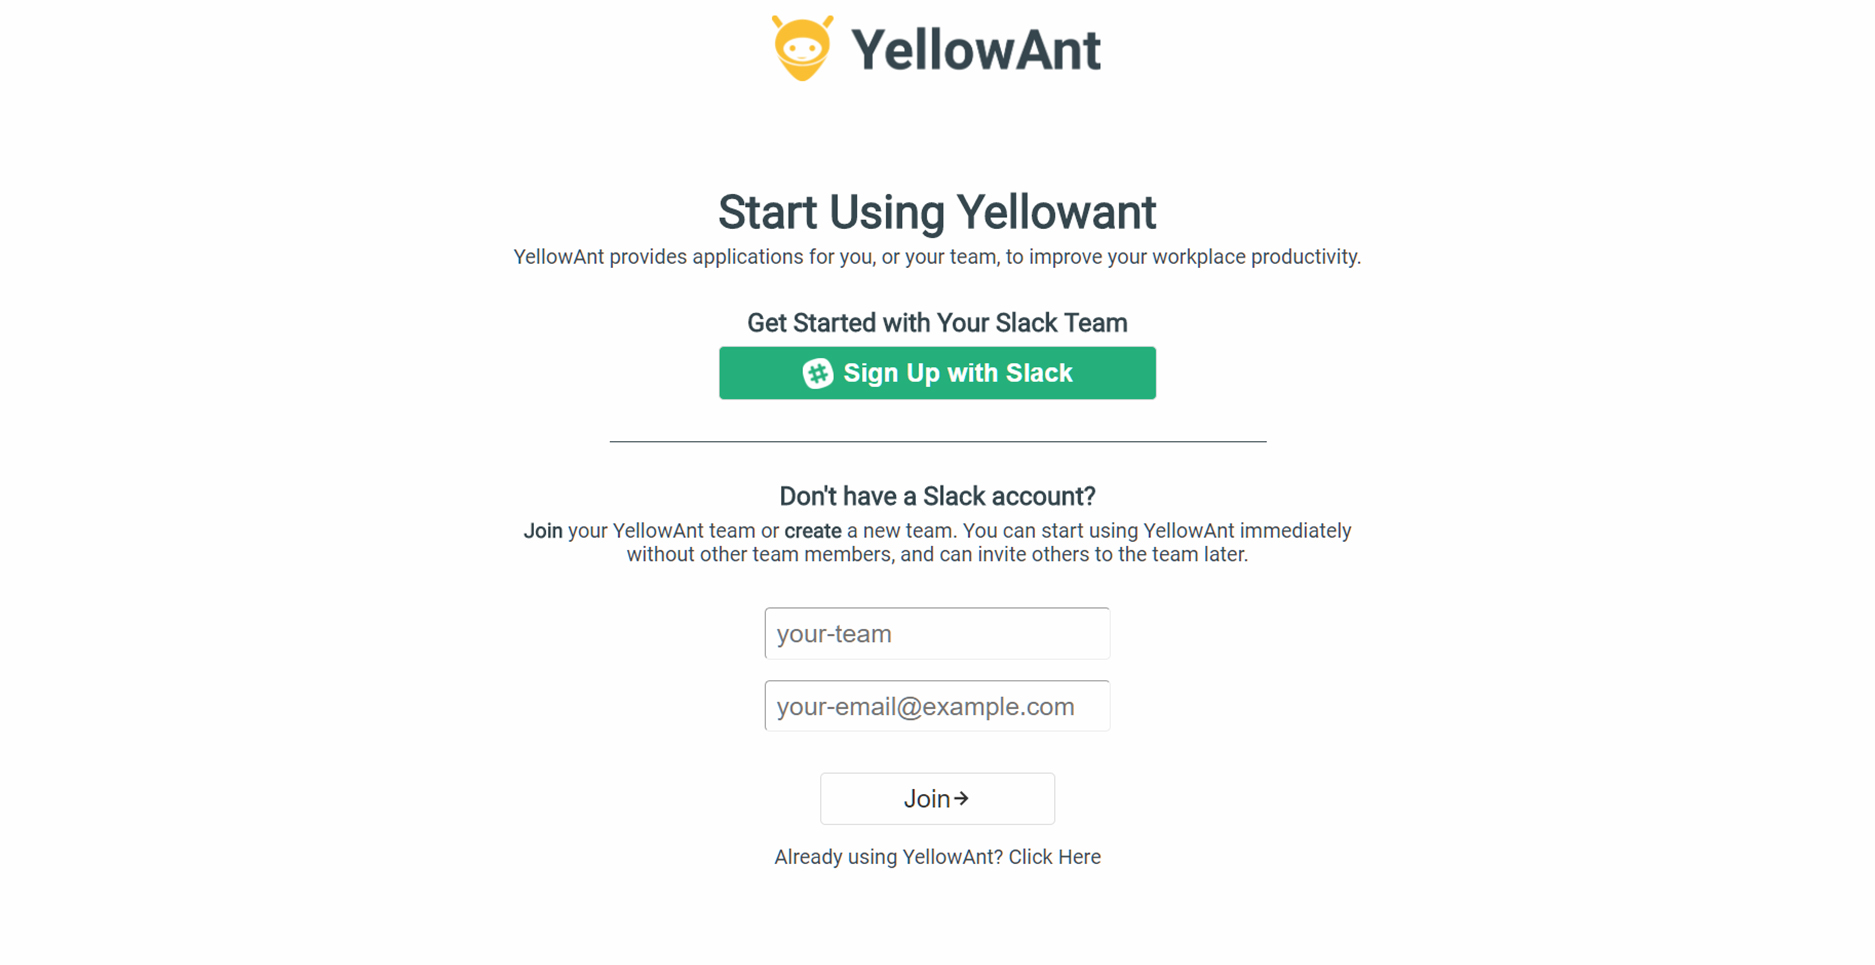 YellowAnt
Start Using Yellowant
YellowAnt provides applications for you, or your team, to improve your workplace productivity.
Get Started with Your Slack Team
Sign Up with Slack
Don't have a Slack account?
Join your YellowAnt team or create a new team. You can start using YellowAnt immediately
without other team members, and can invite others to the team later.
your-team
your-email@example.com
Join→
Already using YellowAnt? Click Here